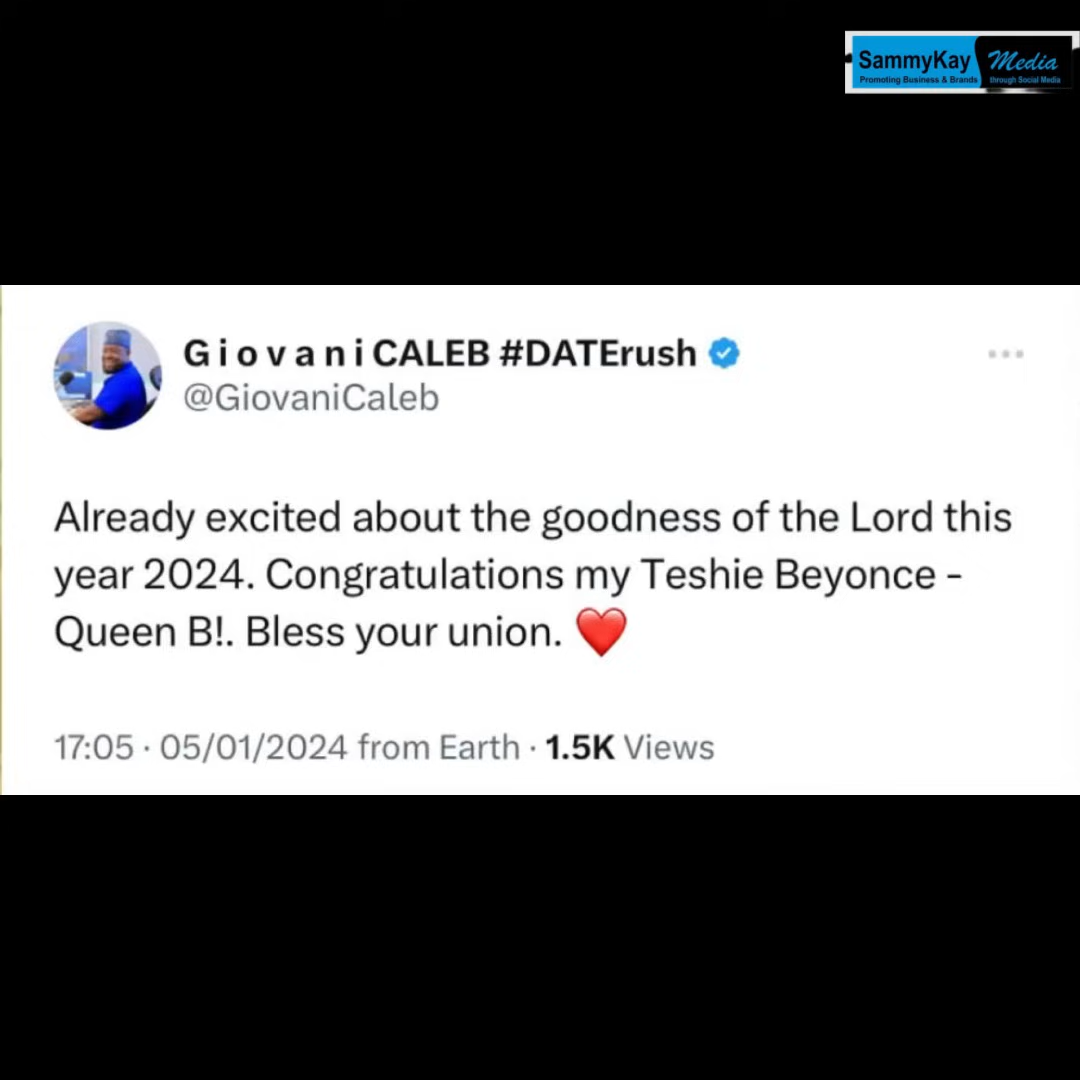 SammyKay Media
Promoting Business & Brands through Social Media
G i o v a n i CALEB #DATErush
@GiovaniCaleb
Already excited about the goodness of the Lord this
year 2024. Congratulations my Teshie Beyonce -
Queen B!. Bless your union. ❤️
17:05 · 05/01/2024 from Earth · 1.5K Views